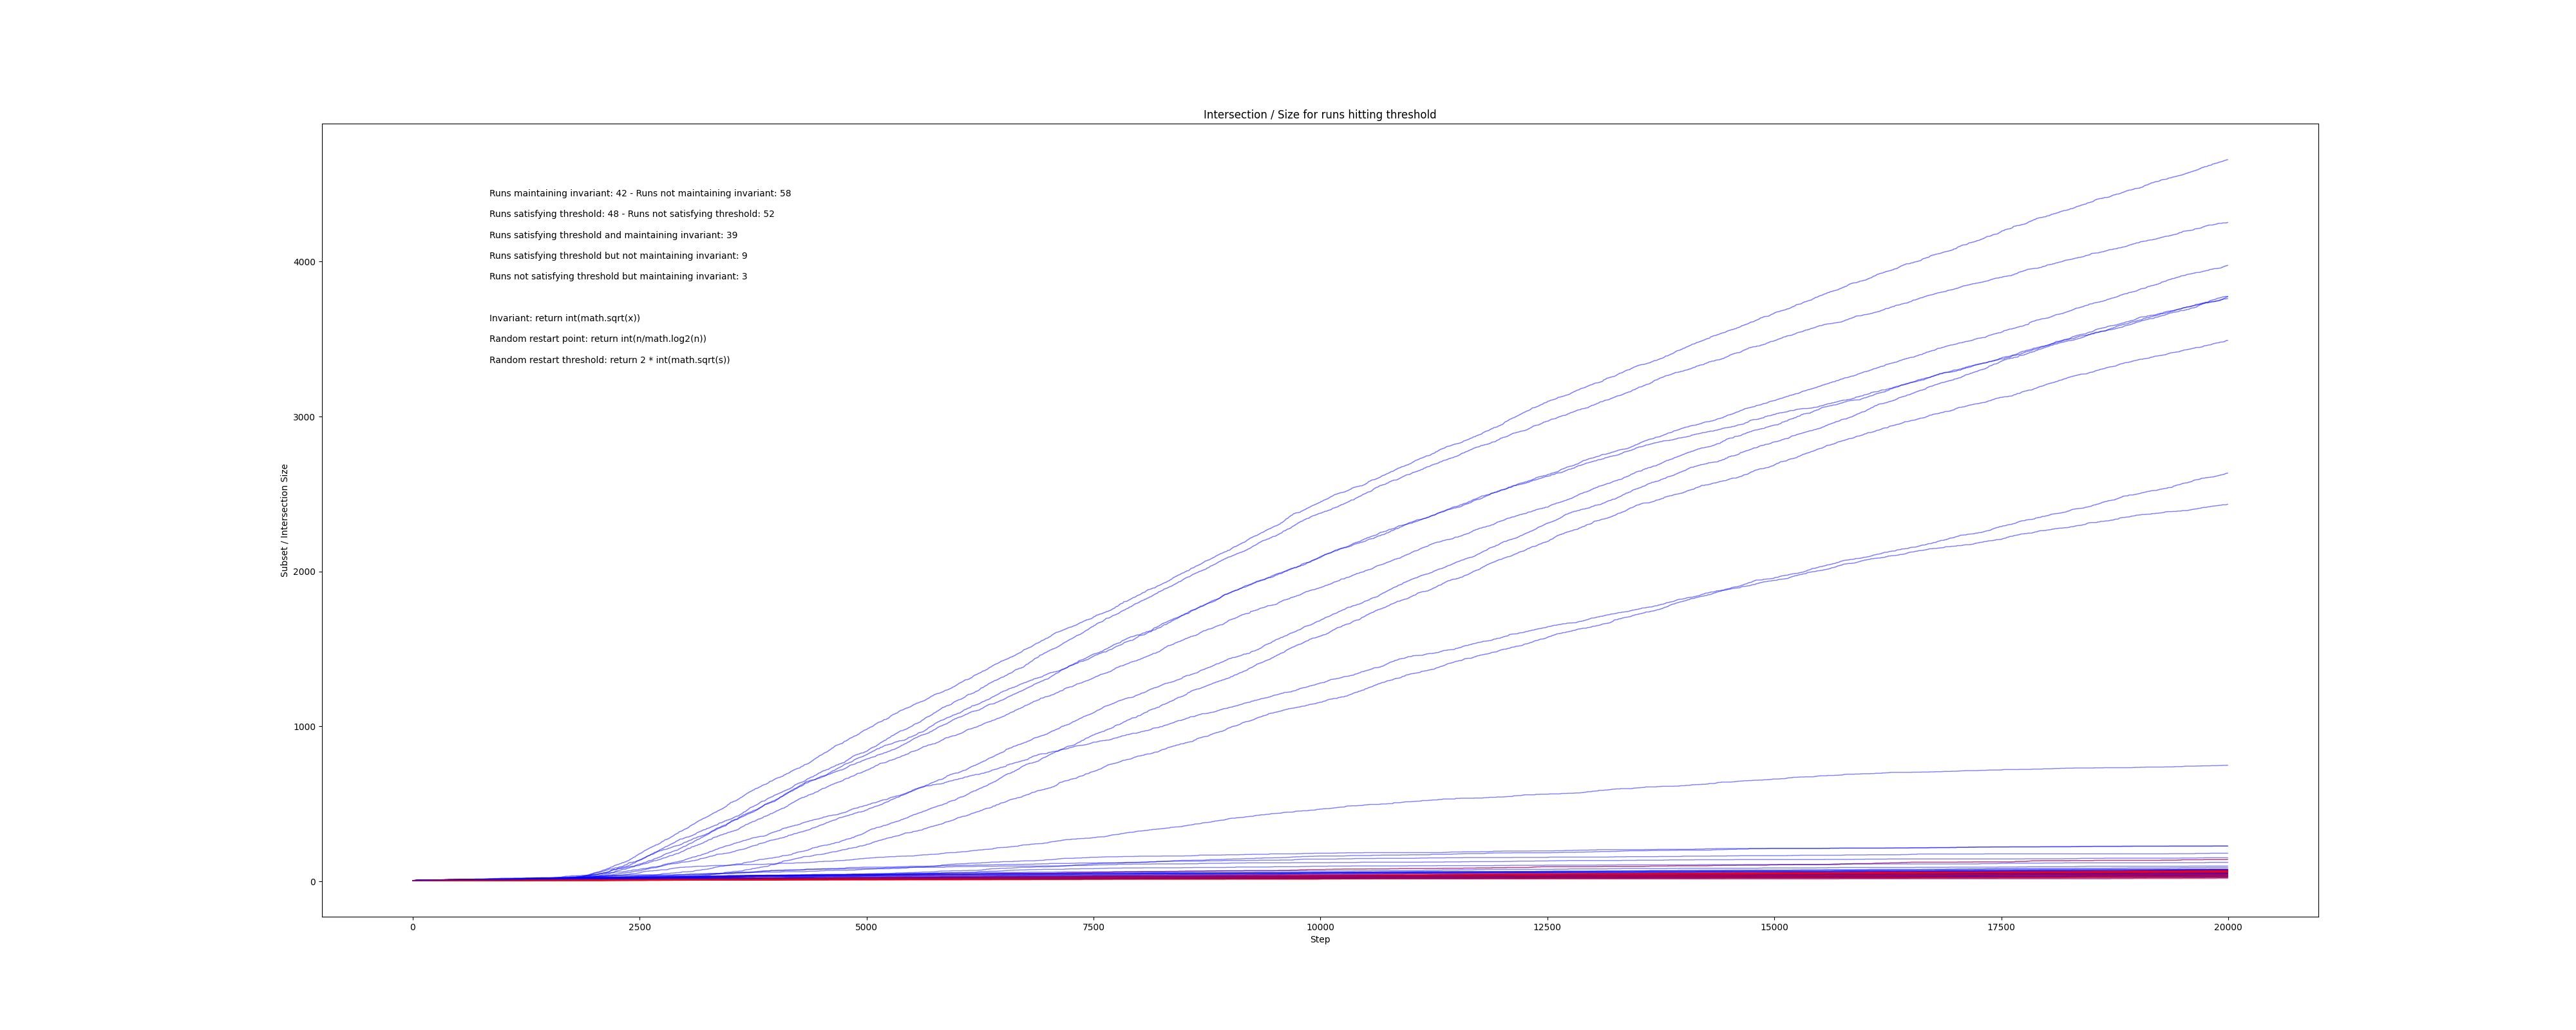 Intersection / Size for runs hitting threshold
Runs maintaining invariant: 42 - Runs not maintaining invariant: 58
Runs satisfying threshold: 48 - Runs not satisfying threshold: 52
Runs satisfying threshold and maintaining invariant: 39
Runs satisfying threshold but not maintaining invariant: 9
Runs not satisfying threshold but maintaining invariant: 3
Invariant: return int(math.sqrt(x))
Random restart point: return int(n/math.log2(n))
Random restart threshold: return 2 * int(math.sqrt(s))
Subset / Intersection Size
4000
3000
2000
1000
0
0 2500 5000 7500 10000 12500 15000 17500 20000
Step